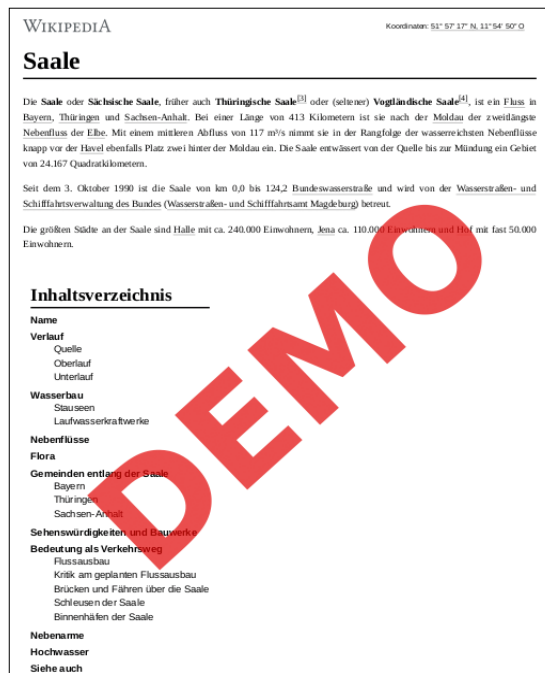 WIKIPEDIA
Koordinaten: 51° 57′ 17″ N, 11° 54′ 50″ O
Saale
Die Saale oder Sächsische Saale, früher auch Thüringische Saale[3] oder (seltener) Vogtländische Saale[4], ist ein Fluss in
Bayern, Thüringen und Sachsen-Anhalt. Bei einer Länge von 413 Kilometern ist sie nach der Moldau der zweitlängste
Nebenfluss der Elbe. Mit einem mittleren Abfluss von 117 m³/s nimmt sie in der Rangfolge der wasserreichsten Nebenflüsse
knapp vor der Havel ebenfalls Platz zwei hinter der Moldau ein. Die Saale entwässert von der Quelle bis zur Mündung ein Gebiet
von 24.167 Quadratkilometern.
Seit dem 3. Oktober 1990 ist die Saale von km 0,0 bis 124,2 Bundeswasserstraße und wird von der Wasserstraßen- und
Schifffahrtsverwaltung des Bundes (Wasserstraßen- und Schifffahrtsamt Magdeburg) betreut.
Die größten Städte an der Saale sind Halle mit ca. 240.000 Einwohnern, Jena ca. 110.000 Einwohnern und Hof mit fast 50.000
Einwohnern.
Inhaltsverzeichnis
Name
Verlauf
Quelle
Oberlauf
Unterlauf
Wasserbau
Stauseen
Laufwasserkraftwerke
Nebenflüsse
Flora
Gemeinden entlang der Saale
Bayern
Thüringen
Sachsen-Anhalt
Sehenswürdigkeiten und Bauwerke
Bedeutung als Verkehrsweg
Flussausbau
Kritik am geplanten Flussausbau
Brücken und Fähren über die Saale
Schleusen der Saale
Binnenhäfen der Saale
Nebenarme
Hochwasser
Siehe auch
DEMO